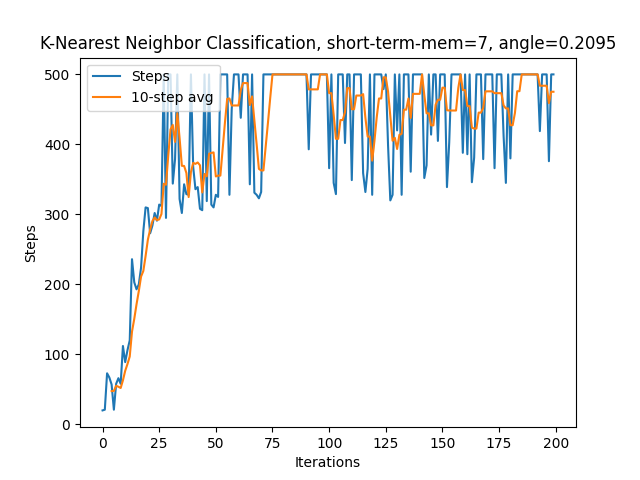 K-Nearest Neighbor Classification, short-term-mem=7, angle=0.2095
Steps
10-step avg
500
400
300
200
100
0
Steps
0 25 50 75 100 125 150 175 200
Iterations